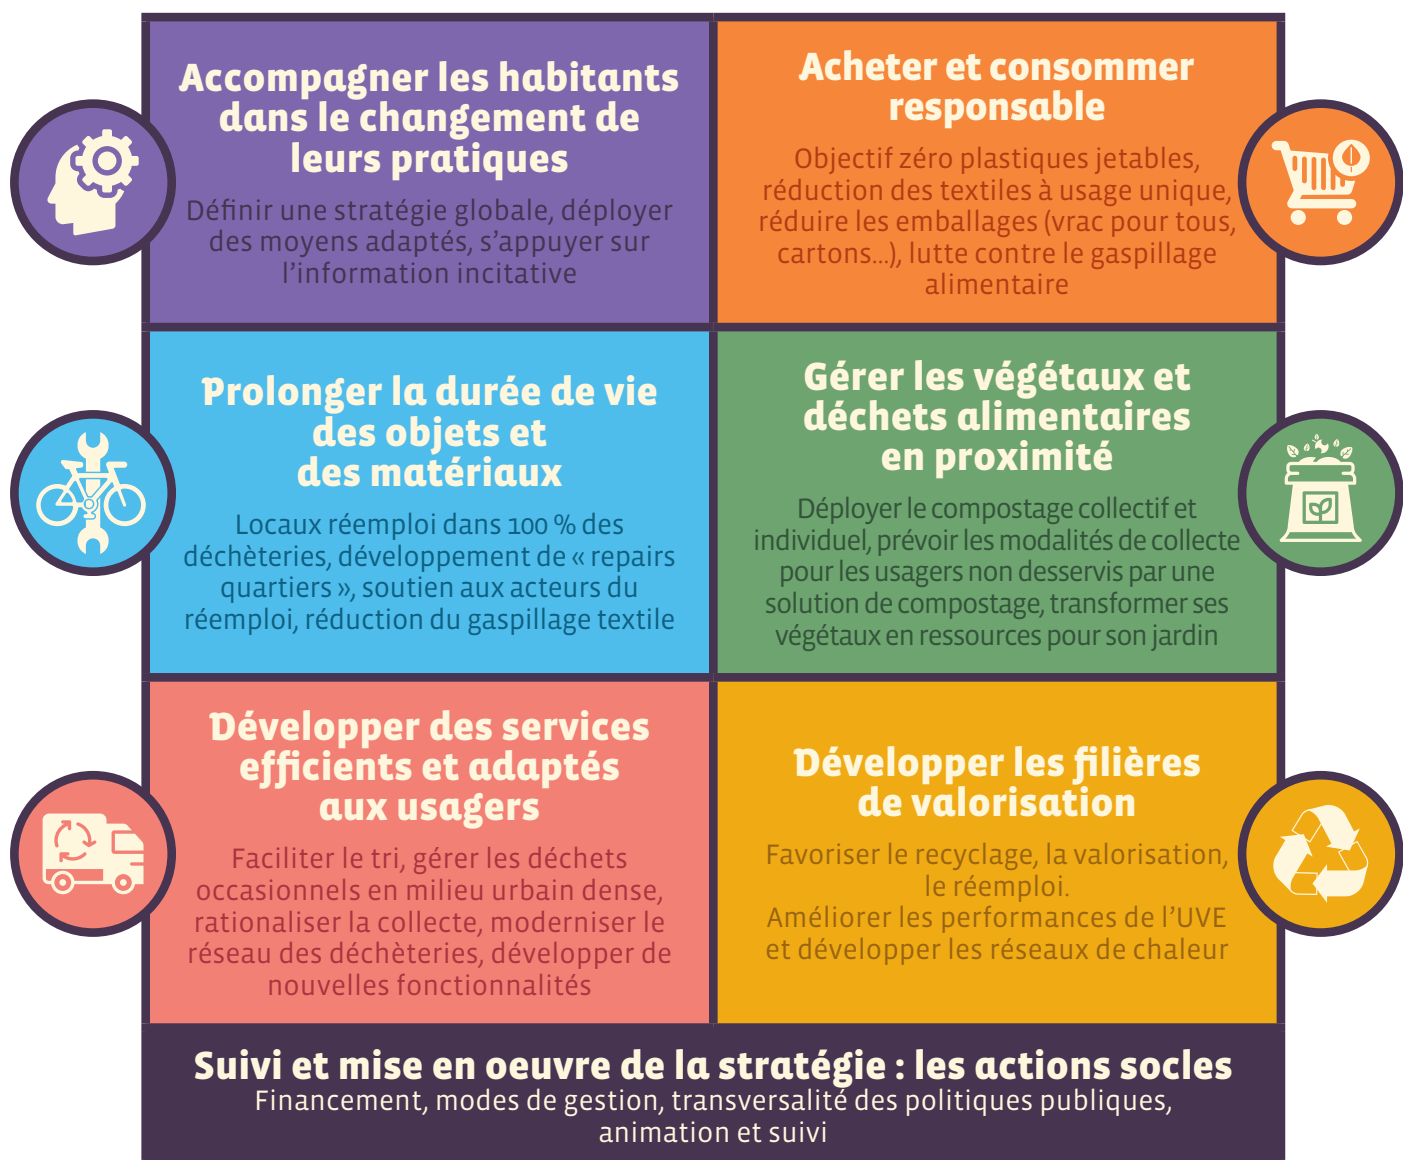 Accompagner les habitants
dans le changement de
leurs pratiques
Définir une stratégie globale, déployer
des moyens adaptés, s’appuyer sur
l’information incitative
Acheter et consommer
responsable
Objectif zéro plastiques jetables,
réduction des textiles à usage unique,
réduire les emballages (vrac pour tous,
cartons...), lutte contre le gaspillage
alimentaire
Prolonger la durée de vie
des objets et
des matériaux
Locaux réemploi dans 100 % des
déchèteries, développement de « repairs
quartiers », soutien aux acteurs du
réemploi, réduction du gaspillage textile
Gérer les végétaux et
déchets alimentaires
en proximité
Déployer le compostage collectif et
individuel, prévoir les modalités de collecte
pour les usagers non desservis par une
solution de compostage, transformer ses
végétaux en ressources pour son jardin
Développer des services
efficients et adaptés
aux usagers
Faciliter le tri, gérer les déchets
occasionnels en milieu urbain dense,
rationaliser la collecte, moderniser le
réseau des déchèteries, développer de
nouvelles fonctionnalités
Développer les filières
de valorisation
Favoriser le recyclage, la valorisation,
le réemploi.
Améliorer les performances de l’UVE
et développer les réseaux de chaleur
Suivi et mise en oeuvre de la stratégie : les actions socles
Financement, modes de gestion, transversalité des politiques publiques,
animation et suivi